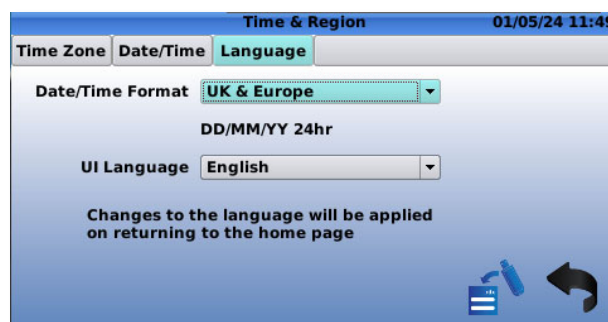 Time & Region 01/05/24 11:49
Time Zone Date/Time Language
Date/Time Format UK & Europe
DD/MM/YY 24hr
UI Language English
Changes to the language will be applied
on returning to the home page